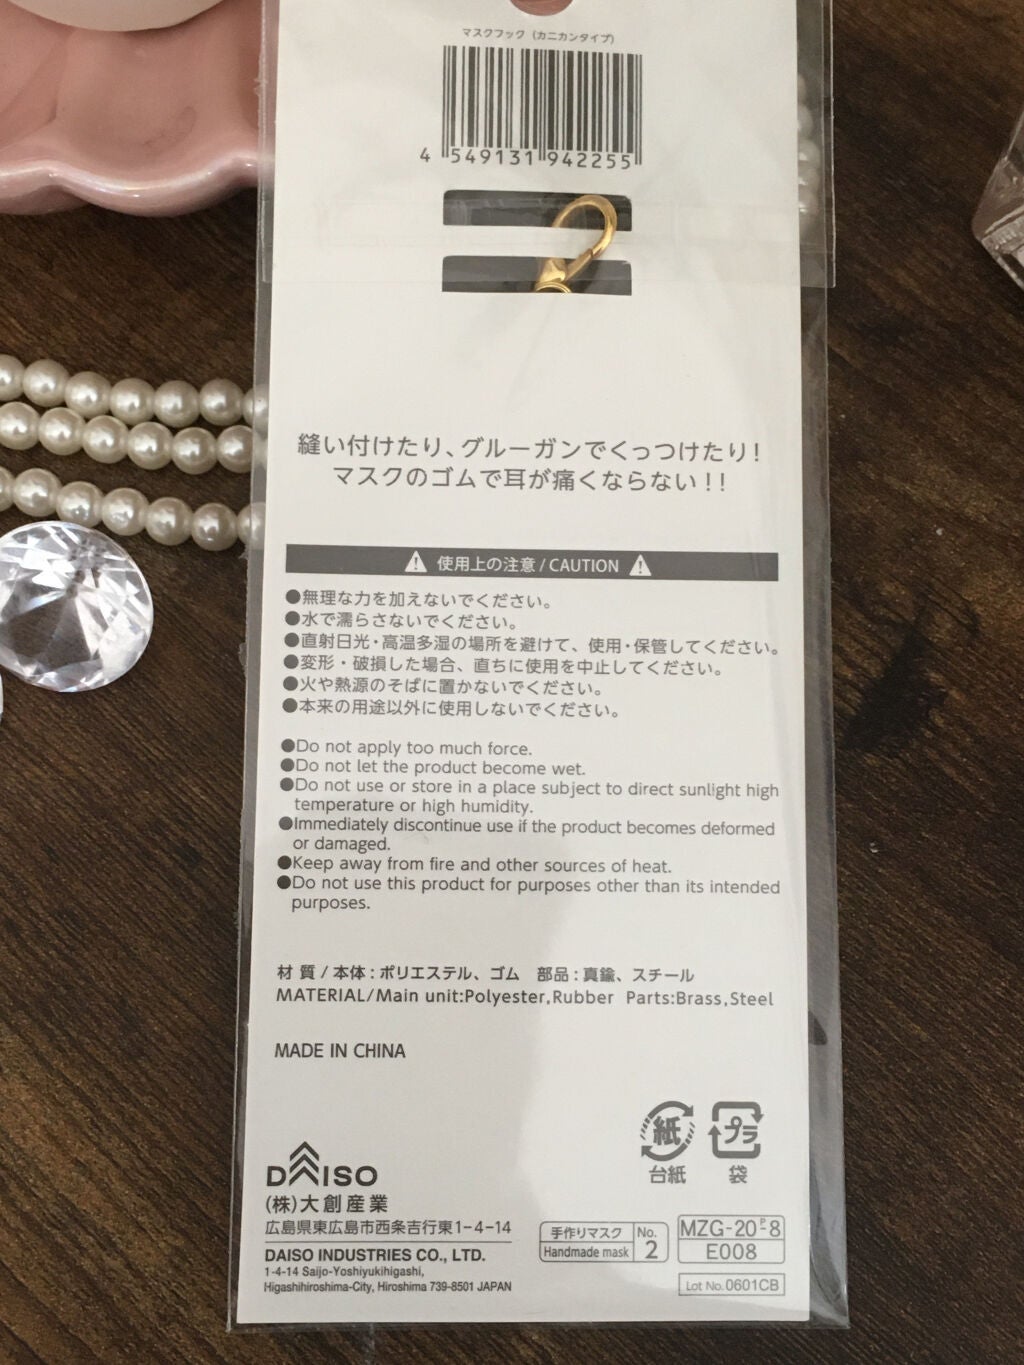 マスクフック (カニカンタイプ)
4 549131 942255
縫い付けたり、グルーガンでくっつけたり!
マスクのゴムで耳が痛くならない!!
使用上の注意/CAUTION
●無理な力を加えないでください。
●水で濡らさないでください。
●直射日光・高温多湿の場所を避けて、使用・保管してください。
●変形・破損した場合、直ちに使用を中止してください。
●火や熱源のそばに置かないでください。
●本来の用途以外に使用しないでください。
●Do not apply too much force.
●Do not let the product become wet.
●Do not use or store in a place subject to direct sunlight high
temperature or high humidity.
●Immediately discontinue use if the product becomes deformed
or damaged.
●Keep away from fire and other sources of heat.
●Do not use this product for purposes other than its intended
purposes.
材 質/本体:ポリエステル、ゴム 部品:真鍮、スチール
MATERIAL/Main unit:Polyester,Rubber Parts:Brass,Steel
MADE IN CHINA
紙 プラ
台紙 袋
DAISO
(株)大創産業
広島県東広島市西条吉行東1-4-14
DAISO INDUSTRIES CO., LTD.
1-4-14 Saijo-Yoshiyukihigashi,
Higashihiroshima-City, Hiroshima 739-8501 JAPAN
手作りマスク
Handmade mask
No.
2
MZG-20 P-8
E008
Lot No.0601CB